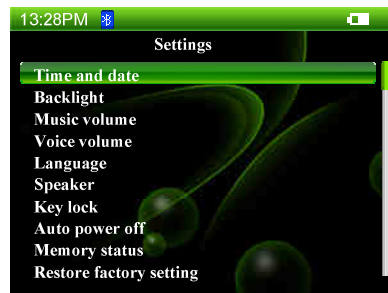 13:28PM
Settings
Time and date
Backlight
Music volume
Voice volume
Language
Speaker
Key lock
Auto power off
Memory status
Restore factory setting